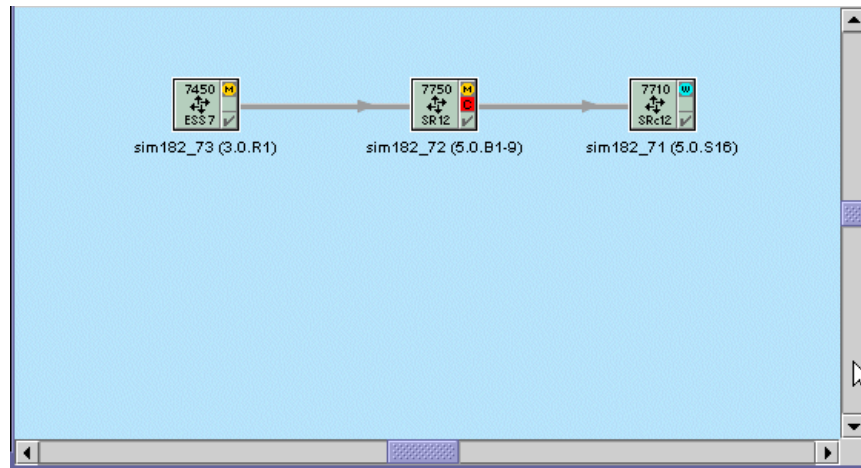 7450 M
ESS7
sim182_73 (3.0.R1)
7750 M
C
SR12
sim182_72 (5.0.B1-9)
7710 W
SRc12
sim182_71 (5.0.S16)